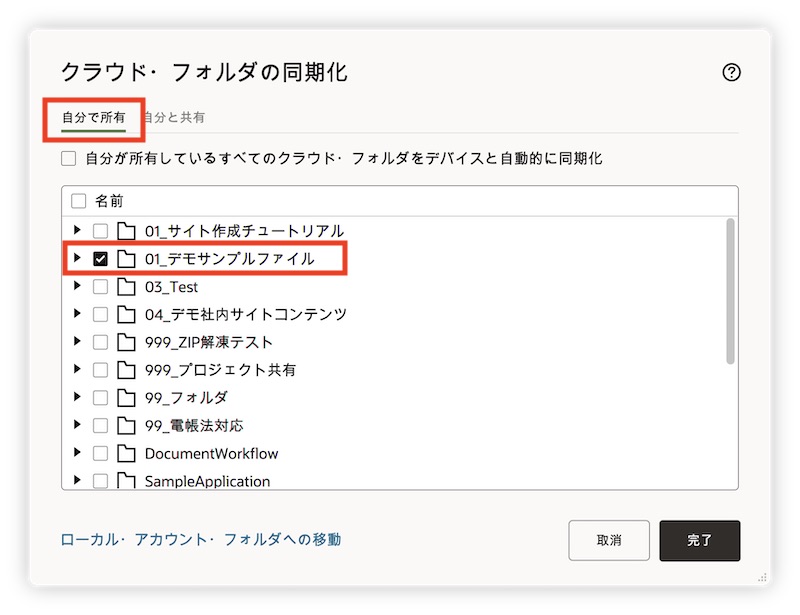 クラウド・フォルダの同期化
自分で所有 自分と共有
自分が所有しているすべてのクラウド・フォルダをデバイスと自動的に同期化
名前
01_サイト作成チュートリアル
01_デモサンプルファイル
03_Test
04_デモ社内サイトコンテンツ
999_ZIP解凍テスト
999_プロジェクト共有
99_フォルダ
99_電帳法対応
DocumentWorkflow
SampleApplication
ローカル・アカウント・フォルダへの移動 取消 完了